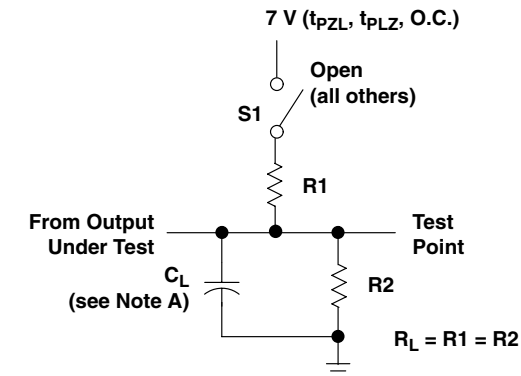 7 V (tPZL, tPLZ, O.C.)
Open
(all others)
S1
R1
From Output
Under Test
Test
Point
CL
(see Note A)
R2
RL = R1 = R2